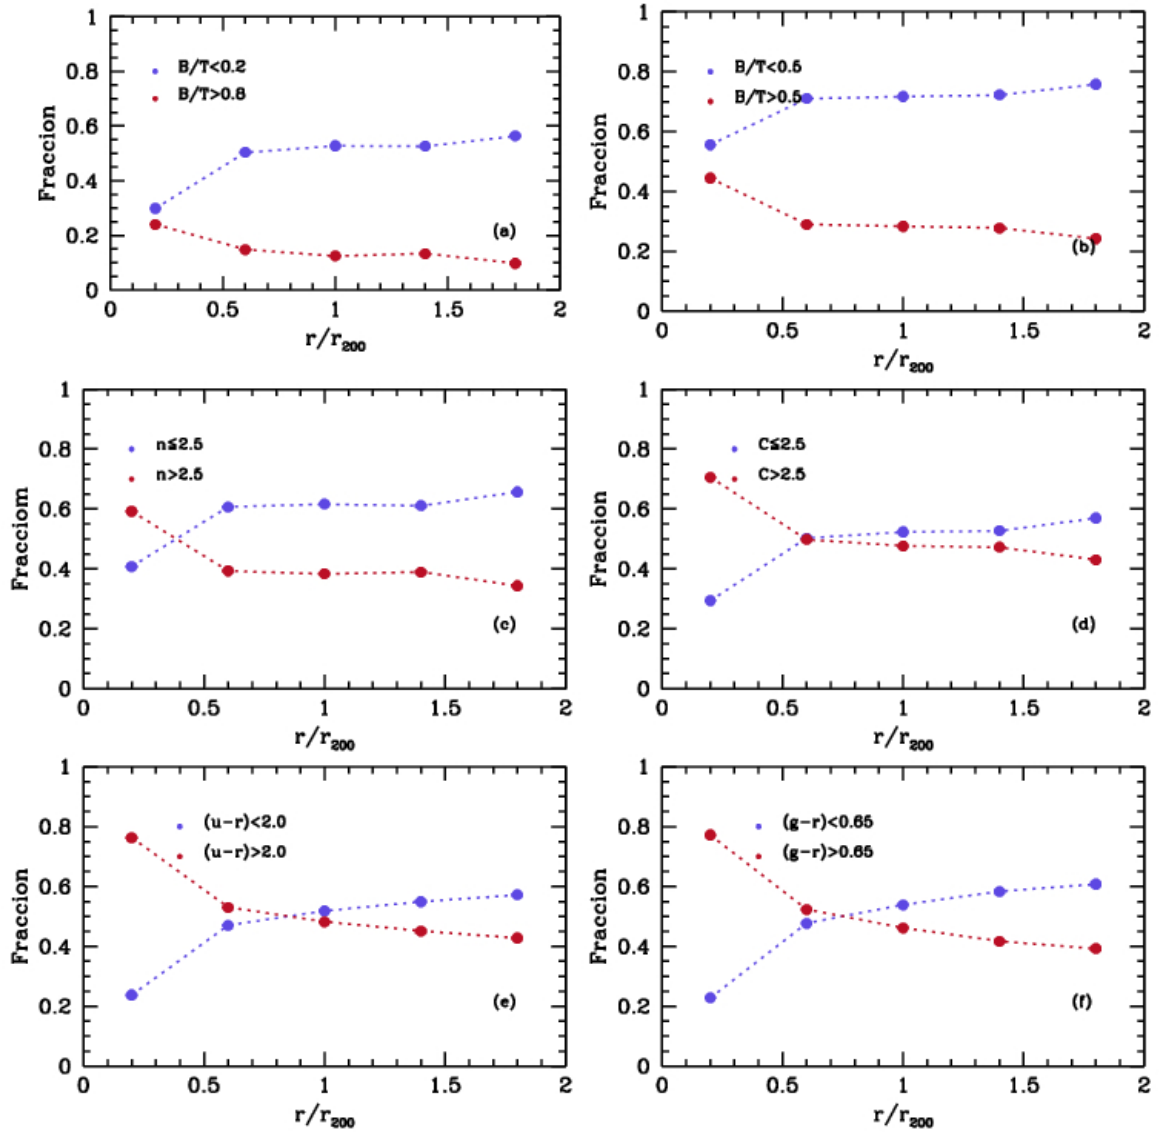 1
0.8
0.6
0.4
0.2
0
Fraccion
B/T<0.2
B/T>0.8
(a)
0 0.5 1 1.5 2
r/r200
1
0.8
0.6
0.4
0.2
0
Fraccion
B/T<0.5
B/T>0.5
(b)
0 0.5 1 1.5 2
r/r200
1
0.8
0.6
0.4
0.2
0
Fracciom
n≤2.5
n>2.5
(c)
0 0.5 1 1.5 2
r/r200
1
0.8
0.6
0.4
0.2
0
Fraccion
C≤2.5
C>2.5
(d)
0 0.5 1 1.5 2
r/r200
1
0.8
0.6
0.4
0.2
0
Fraccion
(u-r)<2.0
(u-r)>2.0
(e)
0 0.5 1 1.5 2
r/r200
1
0.8
0.6
0.4
0.2
0
Fraccion
(g-r)<0.65
(g-r)>0.65
(f)
0 0.5 1 1.5 2
r/r200